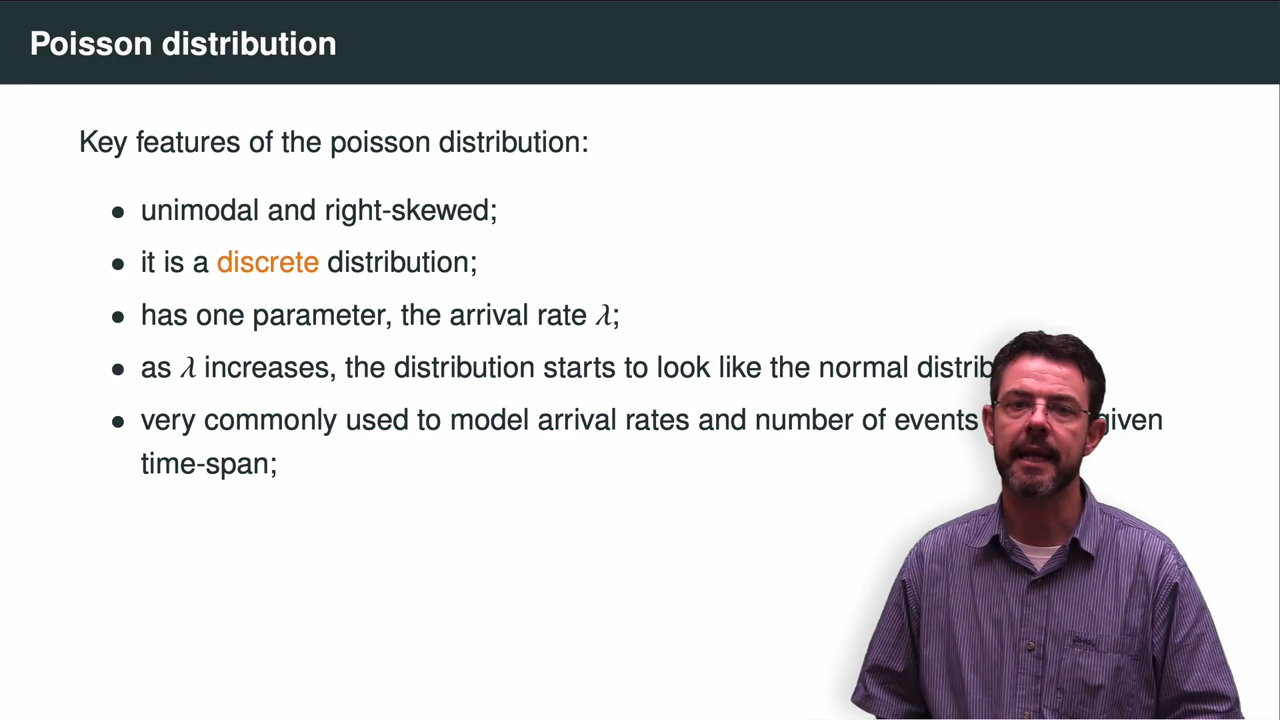 Poisson distribution
Key features of the poisson distribution:
• unimodal and right-skewed;
• it is a discrete distribution;
• has one parameter, the arrival rate λ;
• as λ increases, the distribution starts to look like the normal
• very commonly used to model arrival rates and number of events given
time-span;